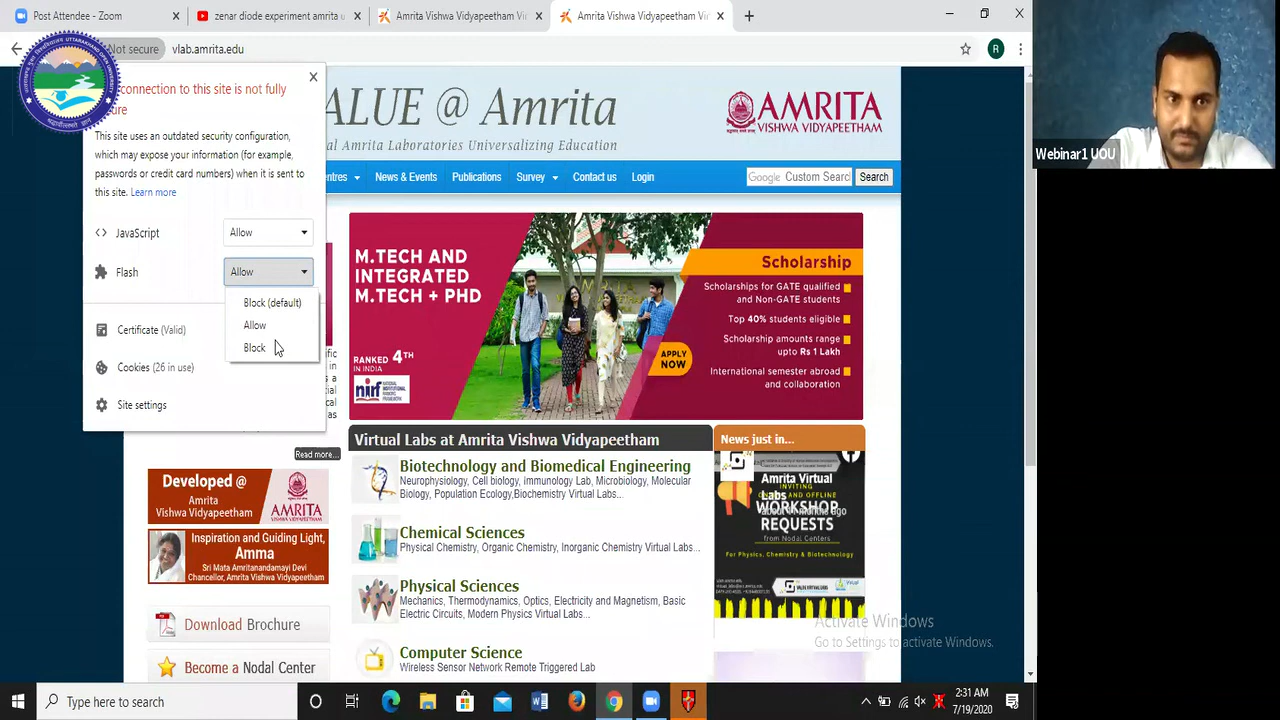 Post Attendee - Zoom
zenar diode experiment amrita u
Amrita Vishwa Vidyapeetham Vir
Amrita Vishwa Vidyapeetham Virt
Not secure
vlab.amrita.edu
R
connection to this site is not fully
This site uses an outdated security configuration,
which may expose your information (for example,
passwords or credit card numbers) when it is sent to
this site. Learn more
JavaScript
Allow
Flash
Allow
Block (default)
Allow
Block
Certificate (Valid)
Cookies (26 in use)
Site settings
ALUE @ Amrita
al Amrita Laboratories Universalizing Education
AMRITA
VISHWA VIDYAPEETHAM
entres
News & Events
Publications
Survey
Contact us
Login
Google Custom Searc
Search
M.TECH AND
INTEGRATED
M.TECH + PHD
RANKED 4TH
IN INDIA
nirf
APPLY
NOW
Scholarship
Scholarships for GATE qualified
and Non-GATE students
Top 40% students eligible
Scholarship amounts range
upto Rs 1 Lakh
International semester abroad
and collaboration
Read more...
Developed @
Amrita
Vishwa Vidyapeetham
AMRITA
Inspiration and Guiding Light,
Amma
Sri Mata Amritanandamayi Devi
Chancellor, Amrita Vishwa Vidyapeetham
Download Brochure
Become a Nodal Center
Virtual Labs at Amrita Vishwa Vidyapeetham
Biotechnology and Biomedical Engineering
Neurophysiology, Cell biology, immunology Lab, Microbiology, Molecular
Biology, Population Ecology,Biochemistry Virtual Labs...
Chemical Sciences
Physical Chemistry, Organic Chemistry, Inorganic Chemistry Virtual Labs...
Physical Sciences
Mechanics, Thermodynamics, Optics, Electricity and Magnetism, Basic
Electric Circuits, Modern Physics Virtual Labs...
Computer Science
Wireless Sensor Network Remote Triggered Lab
News just in...
Amrita Virtual
Labs
INVITING
WORKSHOP
REQUESTS
from Nodal Centers
For Physics, Chemistry & Biotechnology
Activate Windows
Go to Settings to activate Windows.
Webinar1 UOU
Type here to search
2:31 AM
7/19/2020